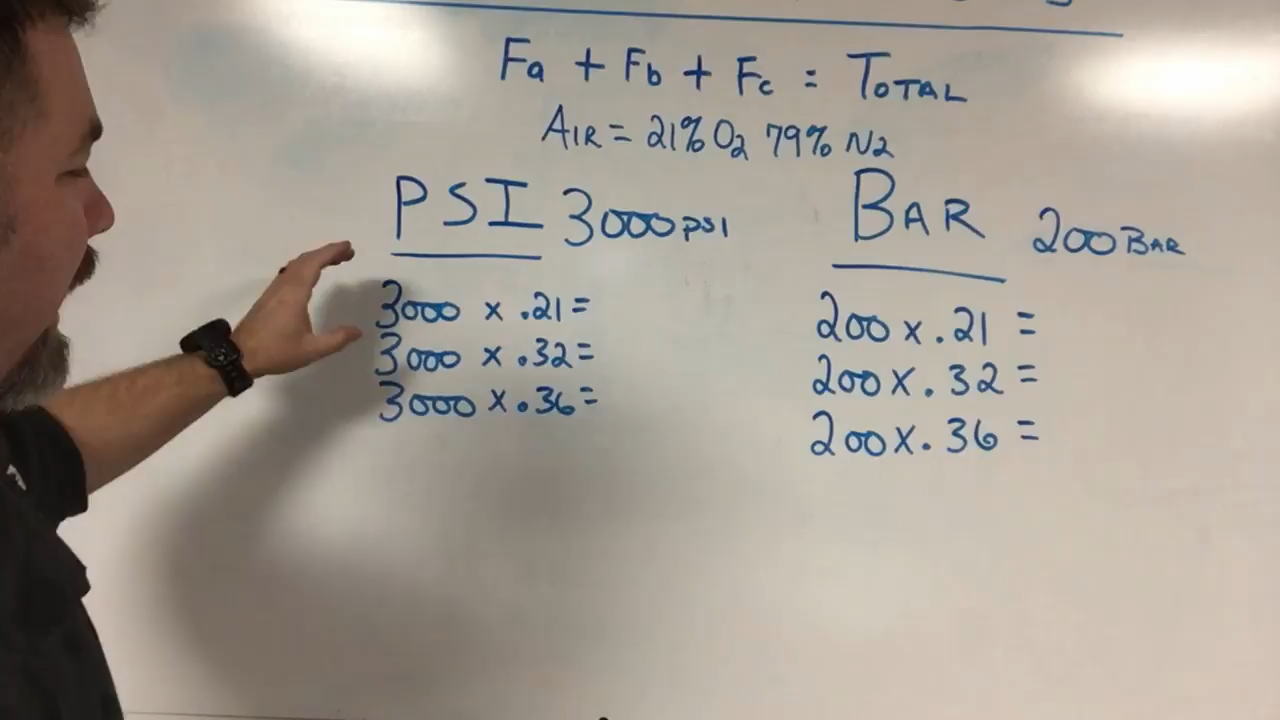 Fa + Fb + Fc = TOTAL
AIR = 21% O2 79% N2
PSI 3000 PSI
3000 x .21 =
3000 x .32 =
3000 x .36 =
BAR 200 BAR
200 x .21 =
200 x .32 =
200 x .36 =